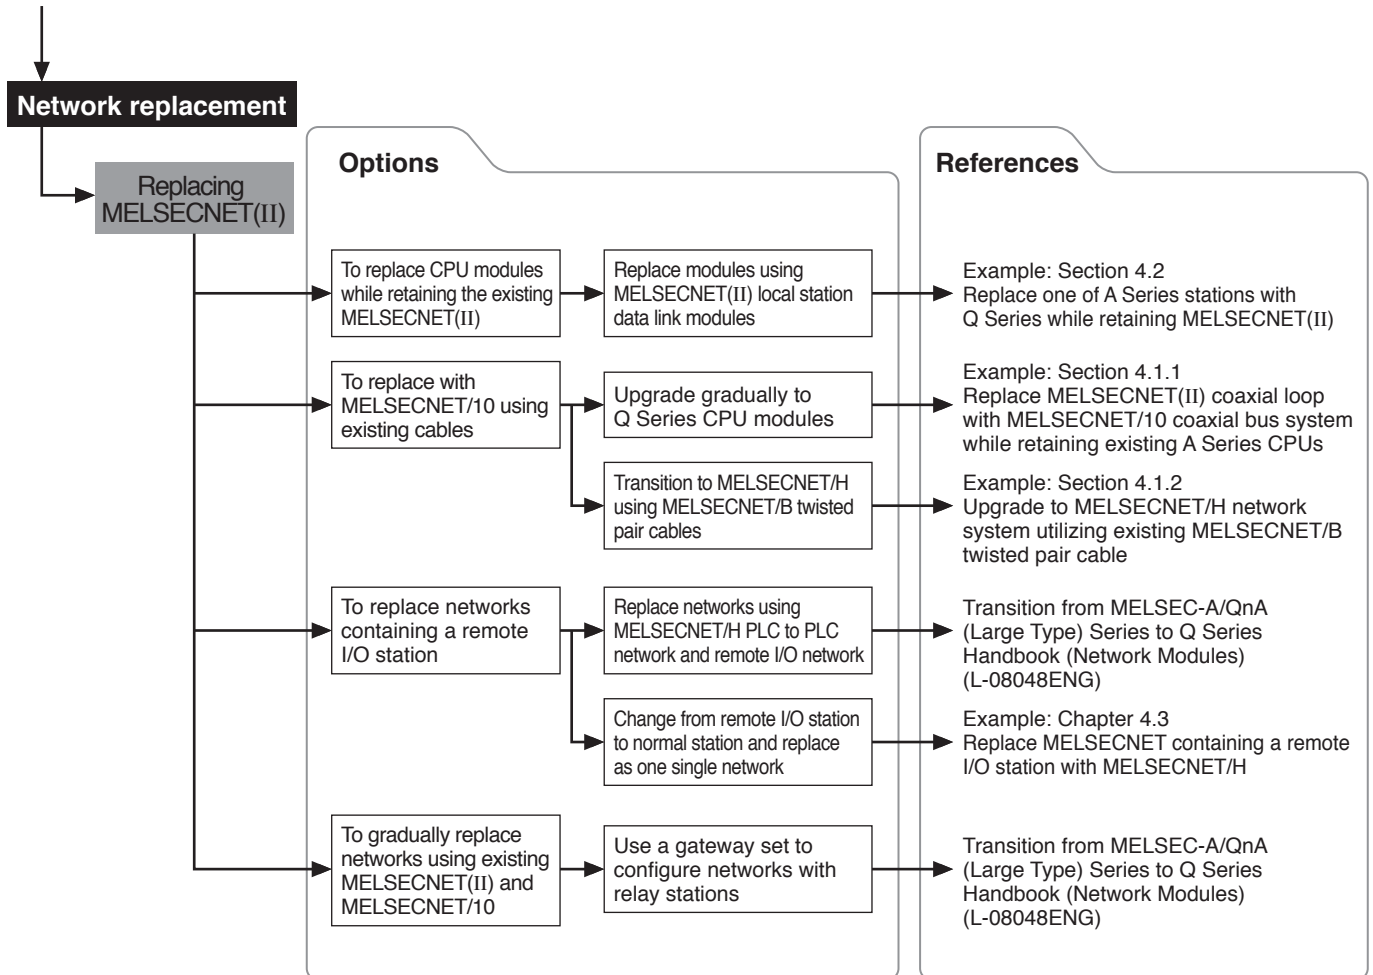 Network replacement
Replacing
MELSECNET(II)
Options
References
To replace CPU modules
while retaining the existing
MELSECNET(II)
Replace modules using
MELSECNET(II) local station
data link modules
Example: Section 4.2
Replace one of A Series stations with
Q Series while retaining MELSECNET(II)
To replace with
MELSECNET/10 using
existing cables
Upgrade gradually to
Q Series CPU modules
Example: Section 4.1.1
Replace MELSECNET(II) coaxial loop
with MELSECNET/10 coaxial bus system
while retaining existing A Series CPUs
Transition to MELSECNET/H
using MELSECNET/B twisted
pair cables
Example: Section 4.1.2
Upgrade to MELSECNET/H network
system utilizing existing MELSECNET/B
twisted pair cable
To replace networks
containing a remote
I/O station
Replace networks using
MELSECNET/H PLC to PLC
network and remote I/O network
Transition from MELSEC-A/QnA
(Large Type) Series to Q Series
Handbook (Network Modules)
(L-08048ENG)
Change from remote I/O station
to normal station and replace
as one single network
Example: Chapter 4.3
Replace MELSECNET containing a remote
I/O station with MELSECNET/H
To gradually replace
networks using existing
MELSECNET(II) and
MELSECNET/10
Use a gateway set to
configure networks with
relay stations
Transition from MELSEC-A/QnA
(Large Type) Series to Q Series
Handbook (Network Modules)
(L-08048ENG)